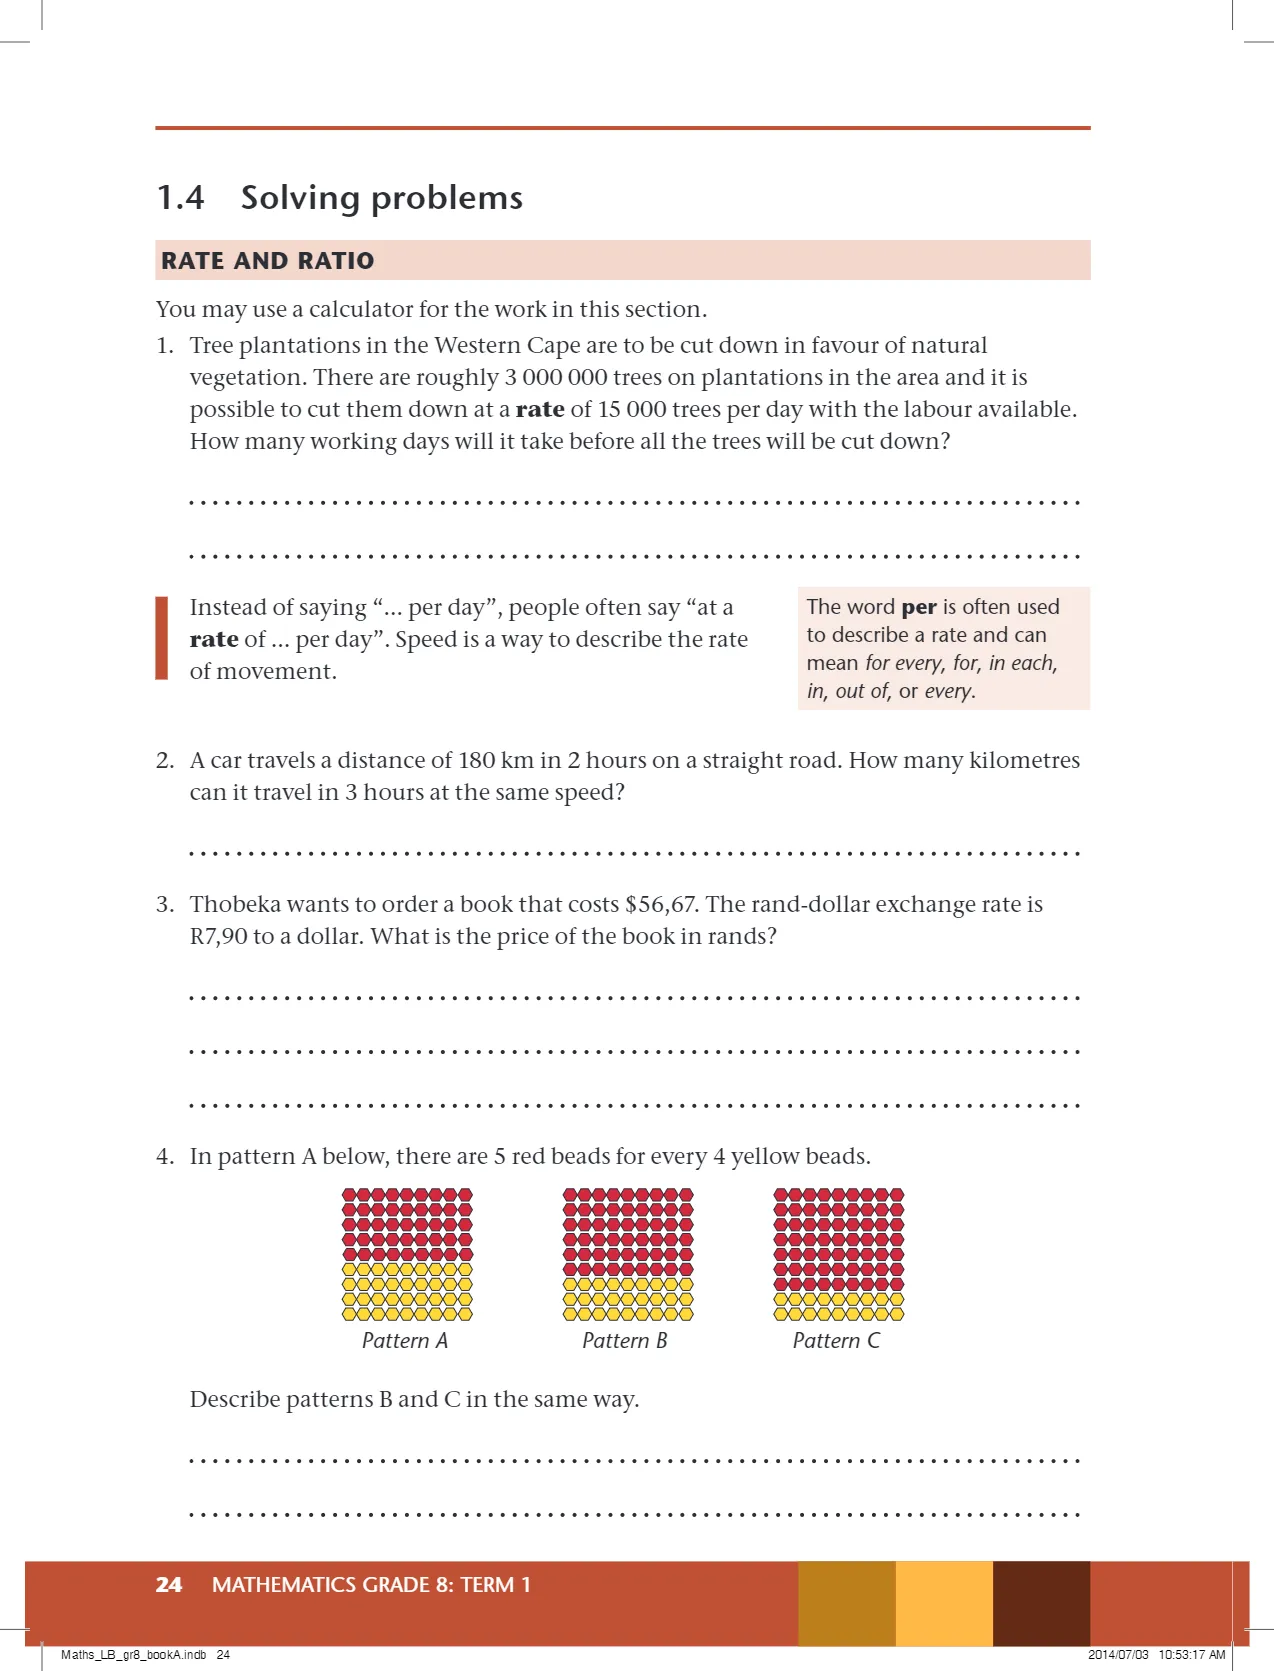 1.4 Solving problems
RATE AND RATIO
You may use a calculator for the work in this section.
1. Tree plantations in the Western Cape are to be cut down in favour of natural
vegetation. There are roughly 3 000 000 trees on plantations in the area and it is
possible to cut them down at a rate of 15 000 trees per day with the labour available.
How many working days will it take before all the trees will be cut down?
Instead of saying “... per day”, people often say “at a
rate of ... per day”. Speed is a way to describe the rate
of movement.
The word per is often used
to describe a rate and can
mean for every, for, in each,
in, out of, or every.
2. A car travels a distance of 180 km in 2 hours on a straight road. How many kilometres
can it travel in 3 hours at the same speed?
3. Thobeka wants to order a book that costs $56,67. The rand-dollar exchange rate is
R7,90 to a dollar. What is the price of the book in rands?
4. In pattern A below, there are 5 red beads for every 4 yellow beads.
Pattern A Pattern B Pattern C
Describe patterns B and C in the same way.
24 MATHEMATICS GRADE 8: TERM 1
Maths_LB_gr8_bookA.indb 24 2014/07/03 10:53:17 AM